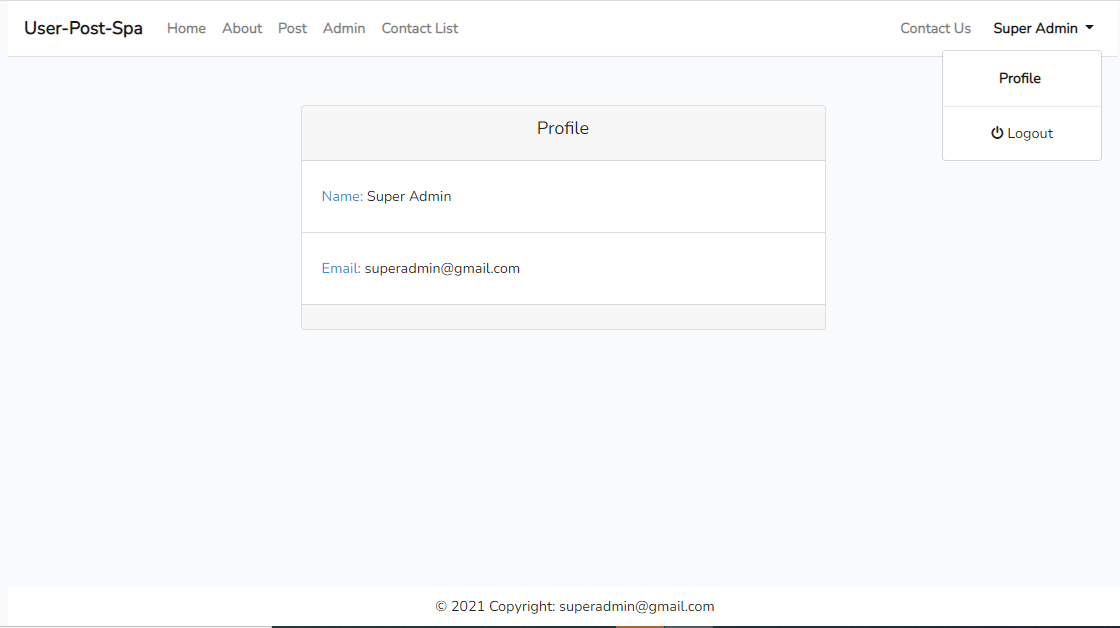 User-Post-Spa Home About Post Admin Contact List Contact Us Super Admin
Profile
Logout
Profile
Name: Super Admin
Email: superadmin@gmail.com
© 2021 Copyright: superadmin@gmail.com